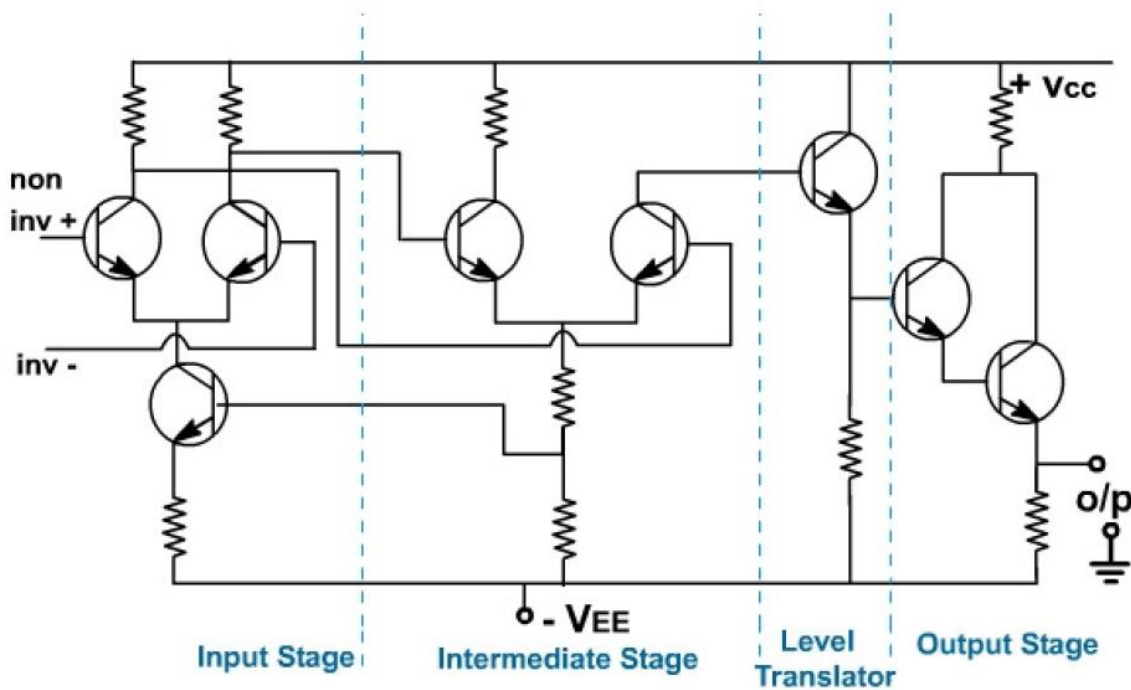 + Vcc
non
inv +
inv -
o/p
- VEE
Input Stage
Intermediate Stage
Level
Translator
Output Stage